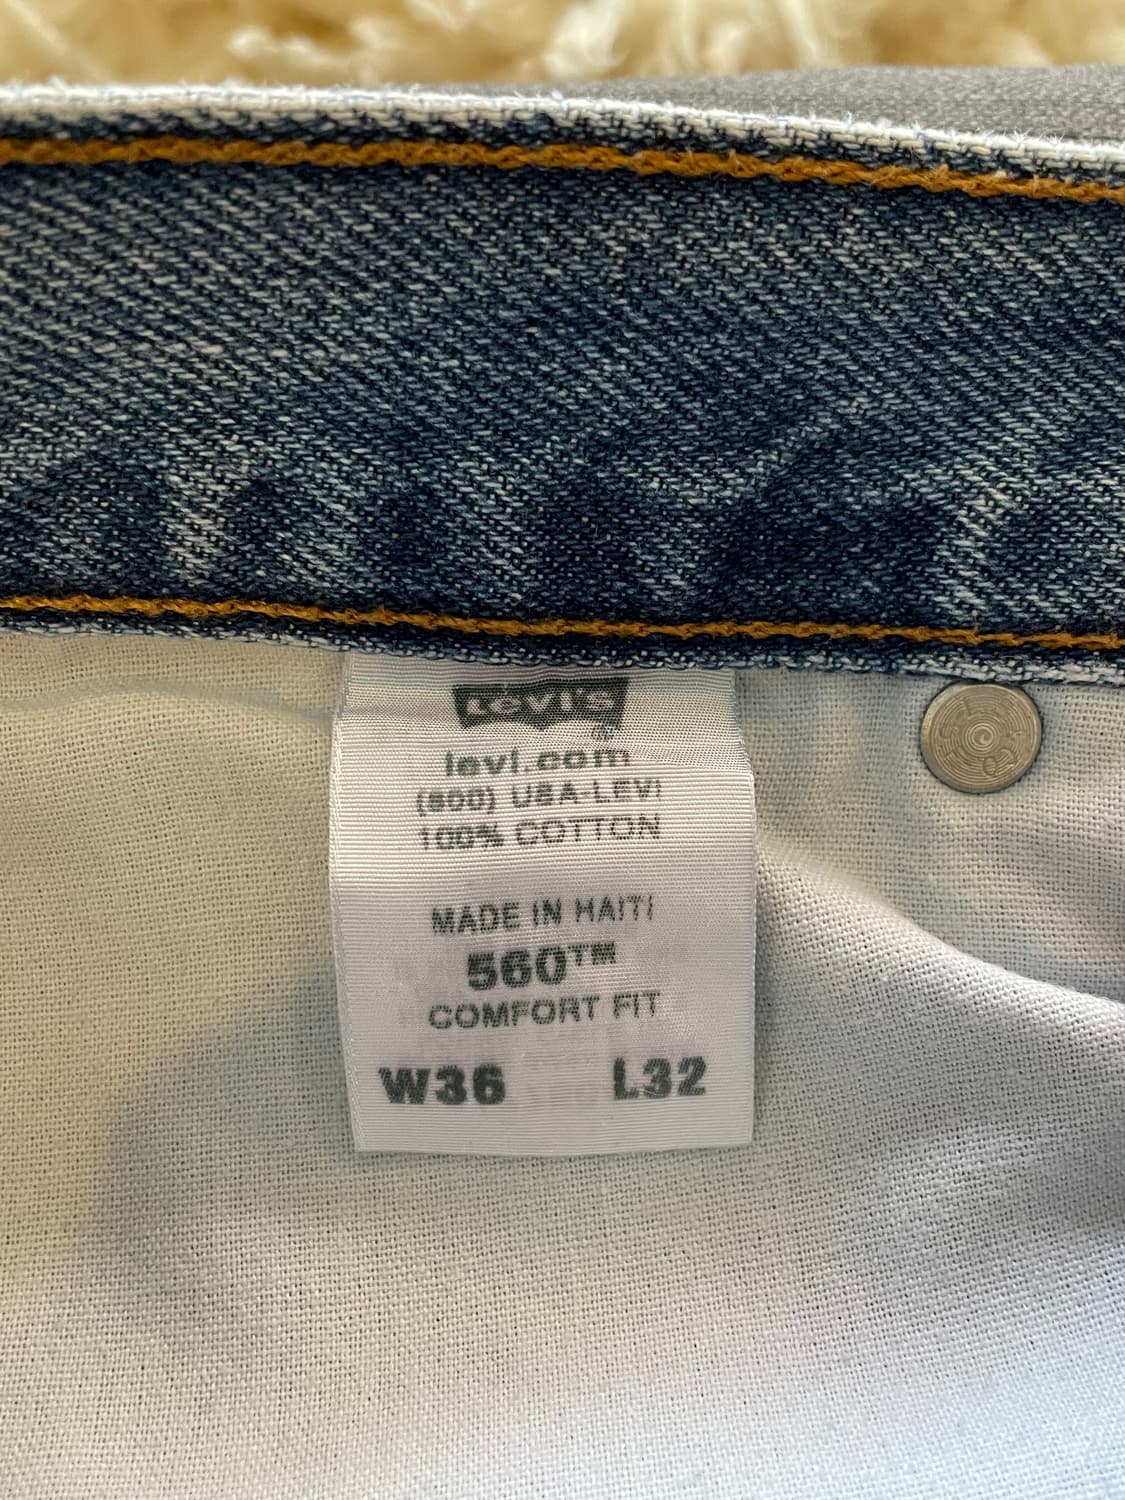 Levi's®
levi.com
(800) USA-LEVI
100% COTTON
MADE IN HAITI
560™
COMFORT FIT
W36 L32